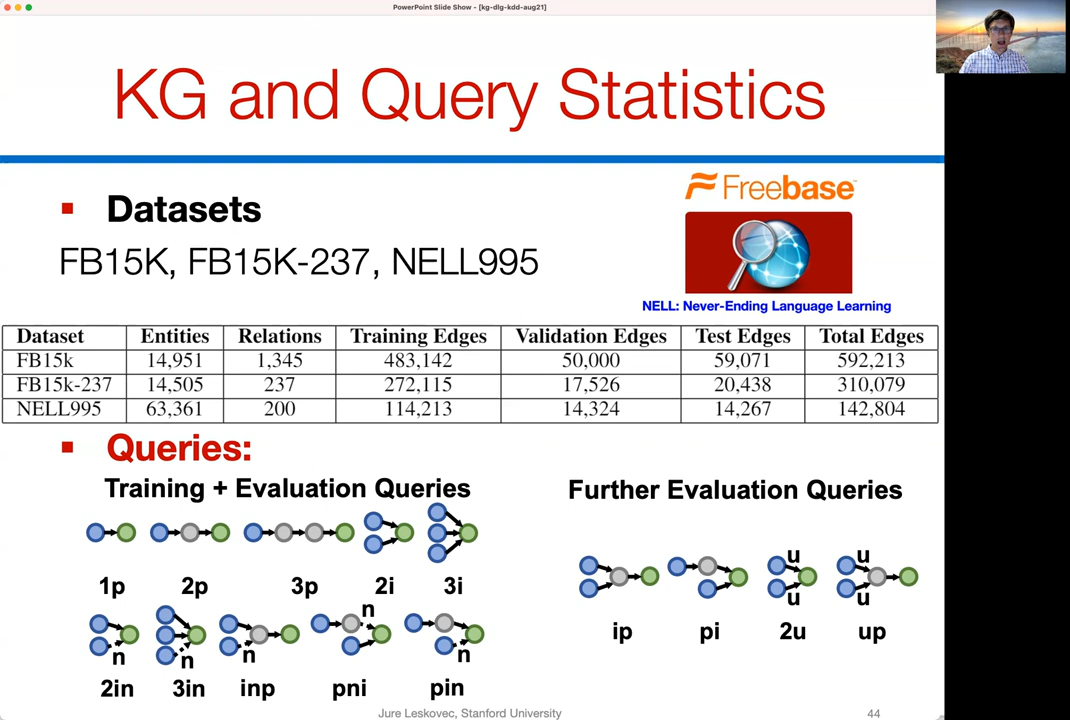 PowerPoint Slide Show - [kg-dlg-kdd-aug21]
KG and Query Statistics
Datasets
FB15K, FB15K-237, NELL995
Freebase
NELL: Never-Ending Language Learning
Dataset Entities Relations Training Edges Validation Edges Test Edges Total Edges
FB15k 14,951 1,345 483,142 50,000 59,071 592,213
FB15k-237 14,505 237 272,115 17,526 20,438 310,079
NELL995 63,361 200 114,213 14,324 14,267 142,804
Queries:
Training + Evaluation Queries
1p 2p 3p 2i 3i
n
n n n n
2in 3in inp pni pin
Further Evaluation Queries
u u
u u
ip pi 2u up
Jure Leskovec, Stanford University 44